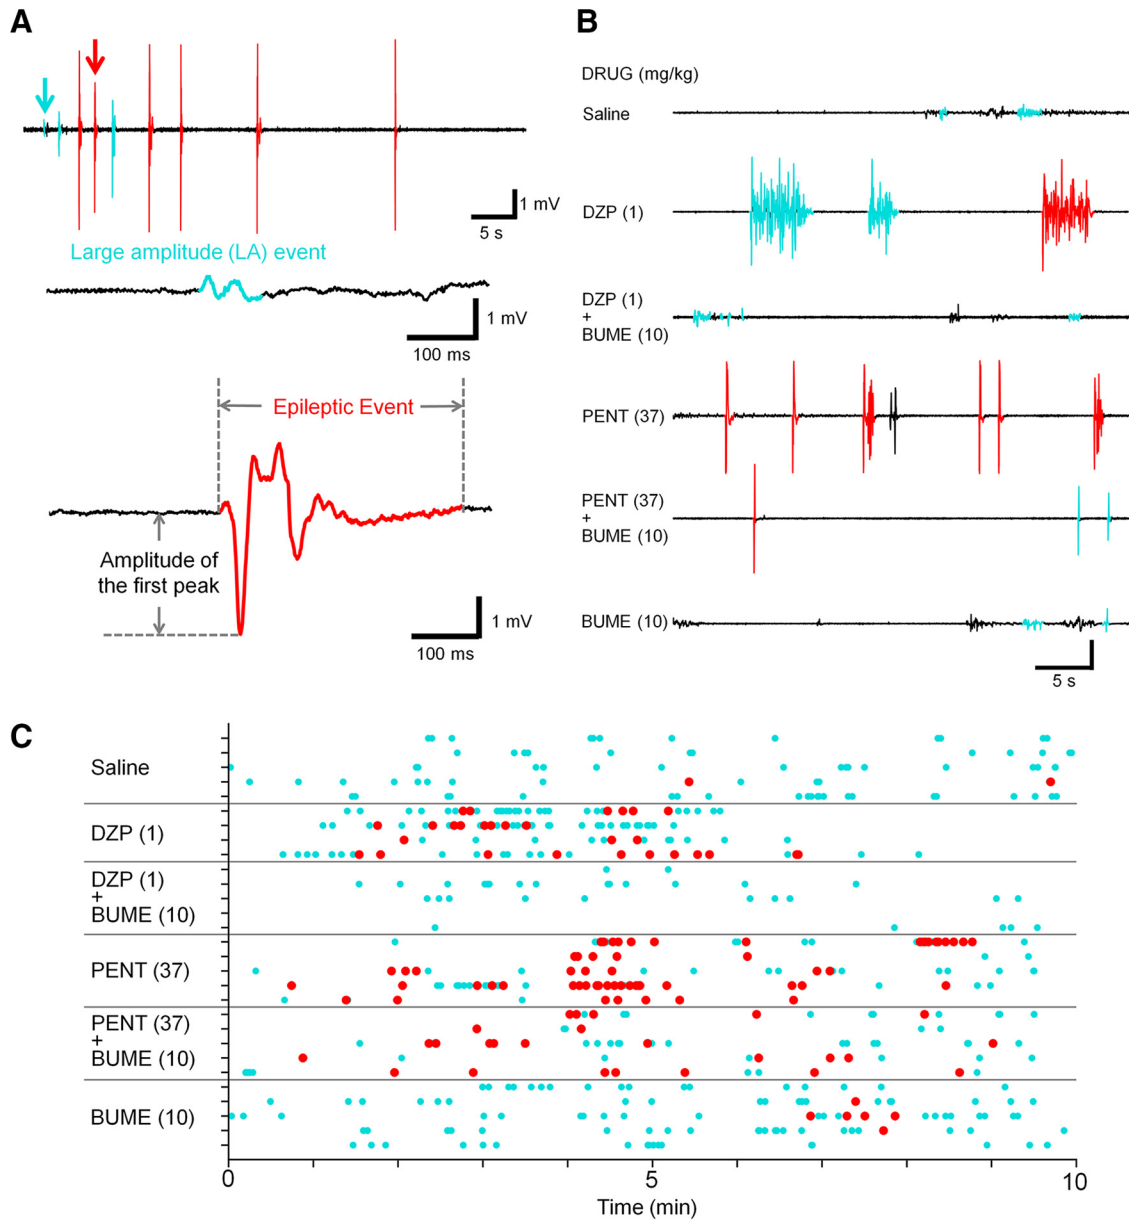 A
1 mV
5 s
Large amplitude (LA) event
1 mV
100 ms
Epileptic Event
Amplitude of
the first peak
1 mV
100 ms
B
DRUG (mg/kg)
Saline
DZP (1)
DZP (1)
+
BUME (10)
PENT (37)
PENT (37)
+
BUME (10)
BUME (10)
5 s
C
Saline
DZP (1)
DZP (1)
+
BUME (10)
PENT (37)
PENT (37)
+
BUME (10)
BUME (10)
0
5
10
Time (min)